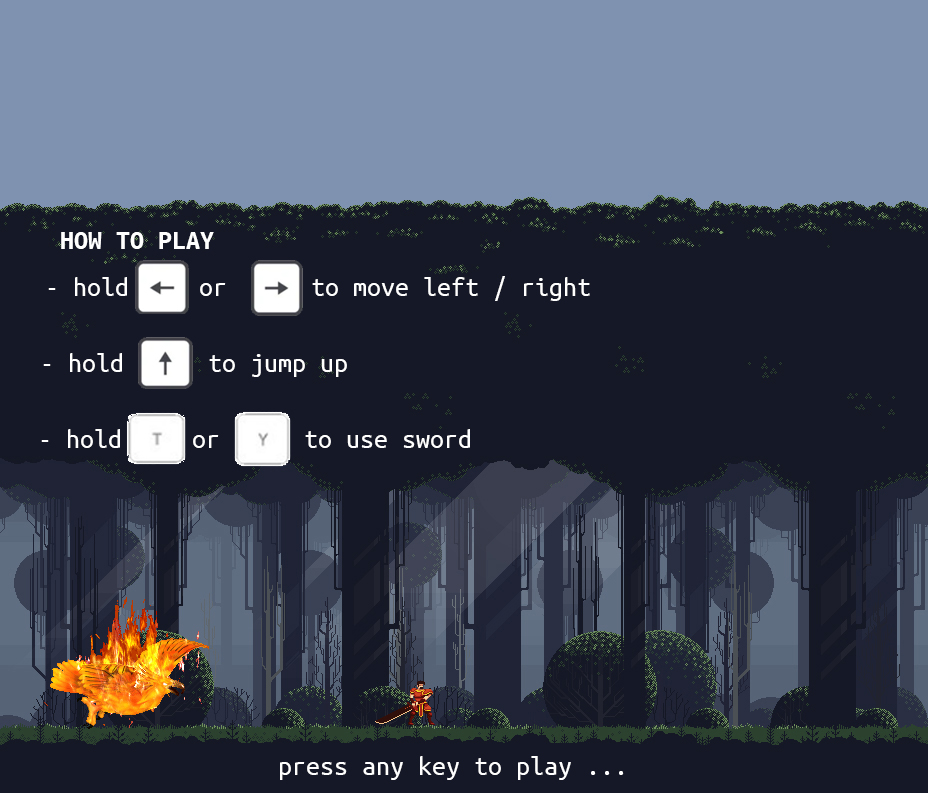 HOW TO PLAY
- hold ← or → to move left / right
- hold ↑ to jump up
- hold T or Y to use sword
press any key to play ...